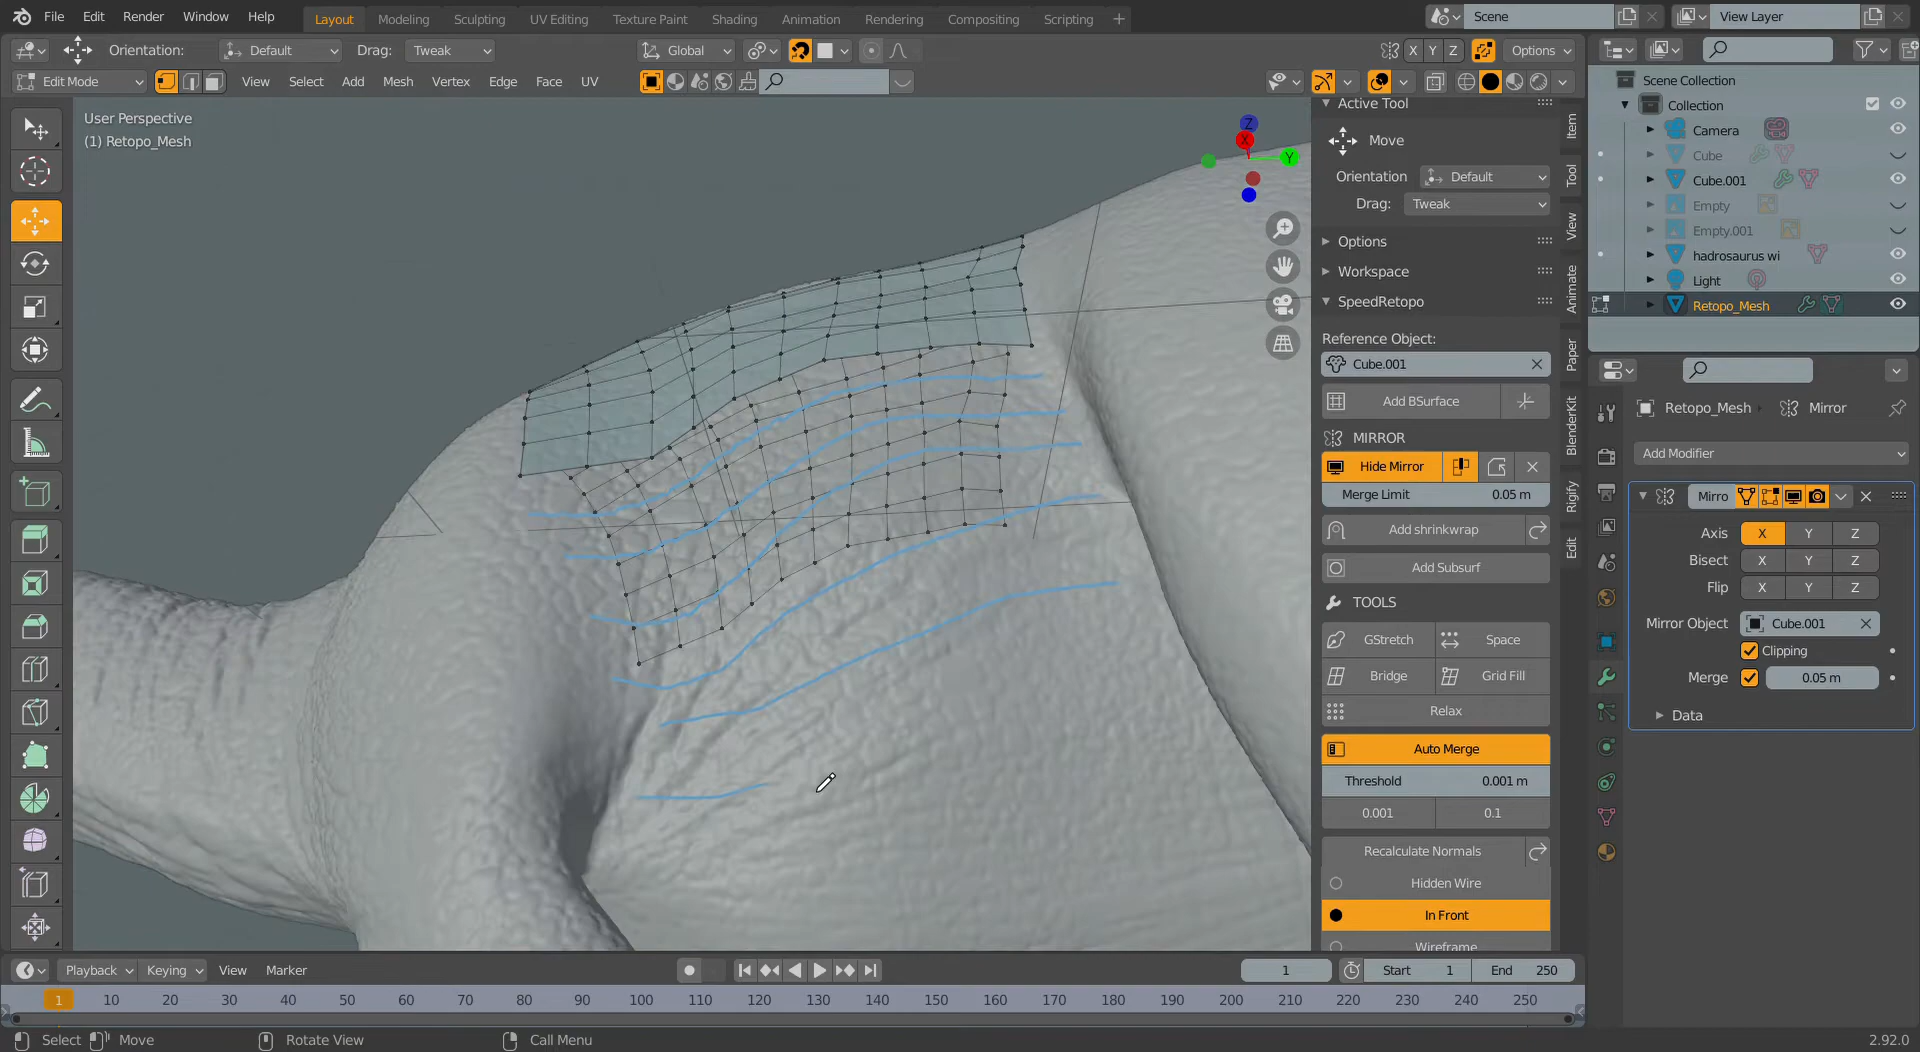 File Edit Render Window Help Layout Modeling Sculpting UV Editing Texture Paint Shading Animation Rendering Compositing Scripting + Scene View Layer
Orientation: Default Drag: Tweak Global X Y Z Options
Edit Mode View Select Add Mesh Vertex Edge Face UV
User Perspective
(1) Retopo_Mesh
Z
X
Y
Active Tool
Move
Orientation Default
Drag: Tweak
Options
Workspace
SpeedRetopo
Reference Object:
Cube.001
Add BSurface
MIRROR
Hide Mirror
Merge Limit 0.05 m
Add shrinkwrap
Add Subsurf
TOOLS
GStretch Space
Bridge Grid Fill
Relax
Auto Merge
Threshold 0.001 m
0.001 0.1
Recalculate Normals
Hidden Wire
In Front
Wireframe
Item
Tool
View
Animate
Paper
BlenderKit
Rigify
Edit
Scene Collection
Collection
Camera
Cube
Cube.001
Empty
Empty.001
hadrosaurus wi
Light
Retopo_Mesh
Retopo_Mesh Mirror
Add Modifier
Mirro
Axis X Y Z
Bisect X Y Z
Flip X Y Z
Mirror Object Cube.001
Clipping
Merge 0.05 m
Data
Playback Keying View Marker 1 Start 1 End 250
1 10 20 30 40 50 60 70 80 90 100 110 120 130 140 150 160 170 180 190 200 210 220 230 240 250
Select Move Rotate View Call Menu 2.92.0